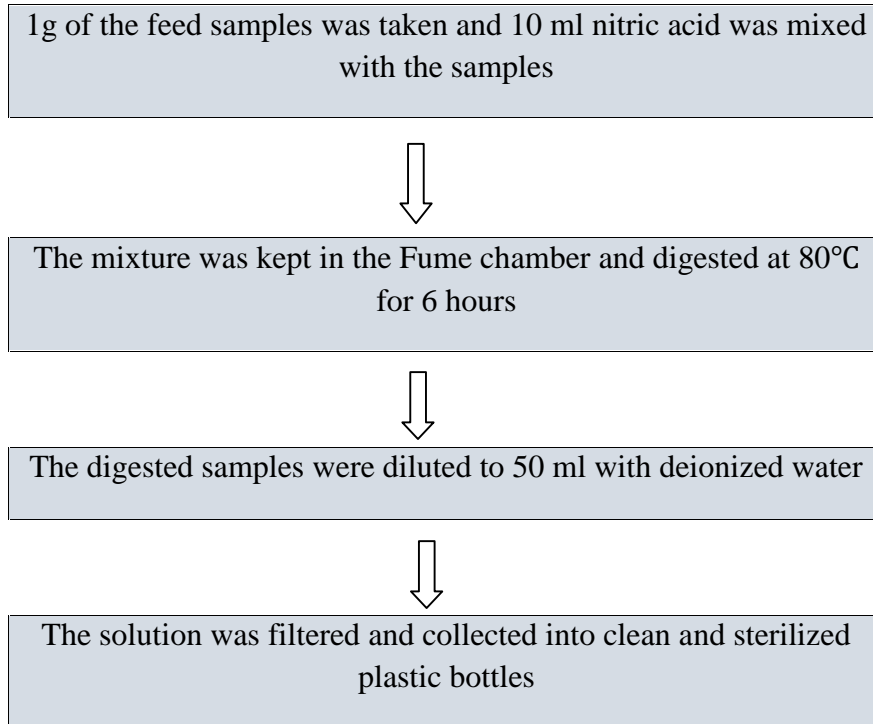 1g of the feed samples was taken and 10 ml nitric acid was mixed
with the samples
The mixture was kept in the Fume chamber and digested at 80℃
for 6 hours
The digested samples were diluted to 50 ml with deionized water
The solution was filtered and collected into clean and sterilized
plastic bottles